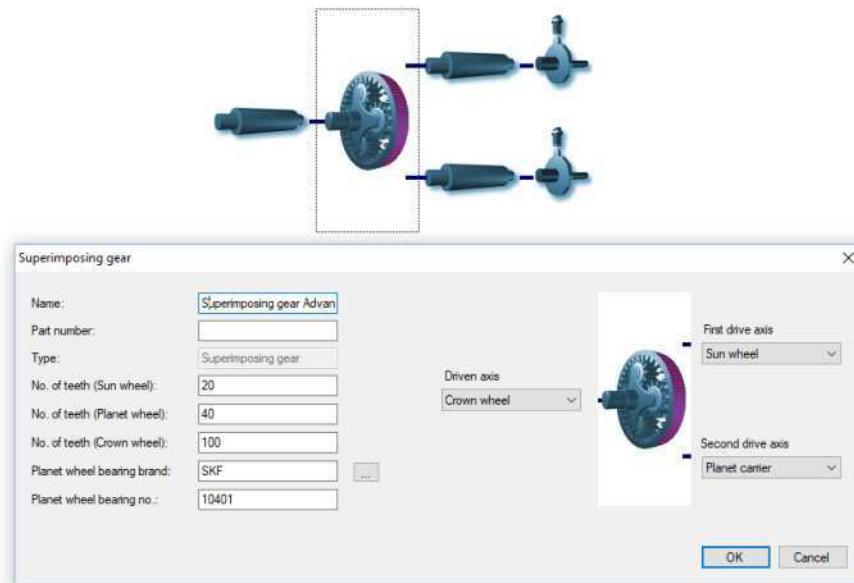 Superimposing gear
Name:
Superimposing gear Advan
Part number:
Type:
Superimposing gear
No. of teeth (Sun wheel):
20
No. of teeth (Planet wheel):
40
No. of teeth (Crown wheel):
100
Planet wheel bearing brand:
SKF
...
Planet wheel bearing no.:
10401
Driven axis
Crown wheel
First drive axis
Sun wheel
Second drive axis
Planet carrier
OK
Cancel